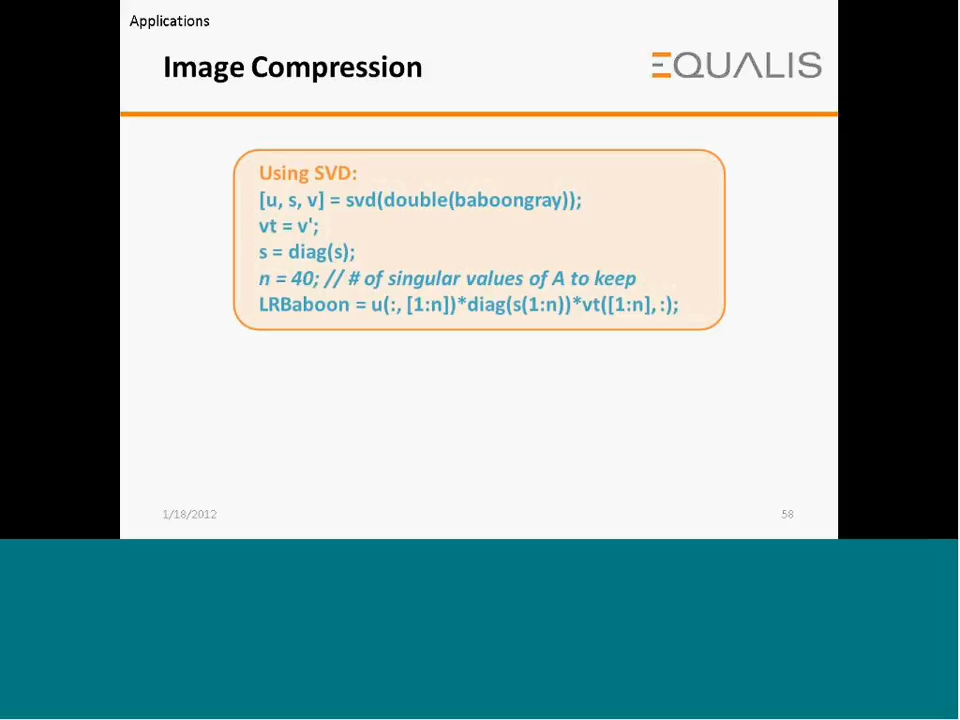 Applications
Image Compression
EQUALIS
Using SVD:
[u, s, v] = svd(double(baboongray));
vt = v';
s = diag(s);
n = 40; // # of singular values of A to keep
LRBaboon = u(:, [1:n])*diag(s(1:n))*vt([1:n], :);
1/18/2012
58